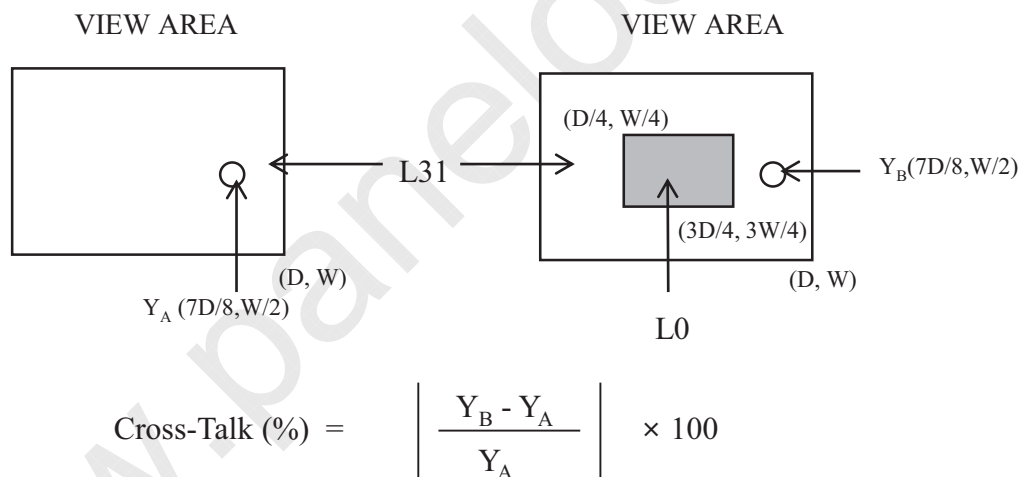 VIEW AREA VIEW AREA
(D/4, W/4)
L31
Y_B(7D/8,W/2)
(3D/4, 3W/4)
(D, W) (D, W)
Y_A (7D/8,W/2)
L0
Cross-Talk (%) = | Y_B - Y_A / Y_A | × 100
w.panelo